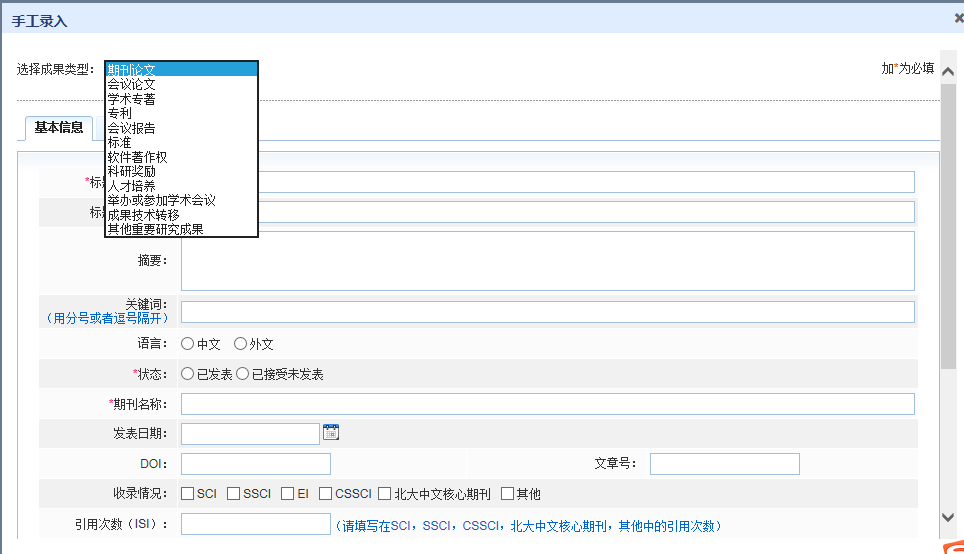 手工录入
选择成果类型：
加*为必填
期刊论文
会议论文
学术专著
专利
会议报告
标准
软件著作权
科研奖励
人才培养
举办或参加学术会议
成果技术转移
其他重要研究成果
基本信息
*标
标
摘要：
关键词：
（用分号或者逗号隔开）
语言： 中文 外文
*状态： 已发表 已接受未发表
*期刊名称：
发表日期：
DOI： 文章号：
收录情况： SCI SSCI EI CSSCI 北大中文核心期刊 其他
引用次数（ISI）： （请填写在SCI，SSCI，CSSCI，北大中文核心期刊，其他中的引用次数）